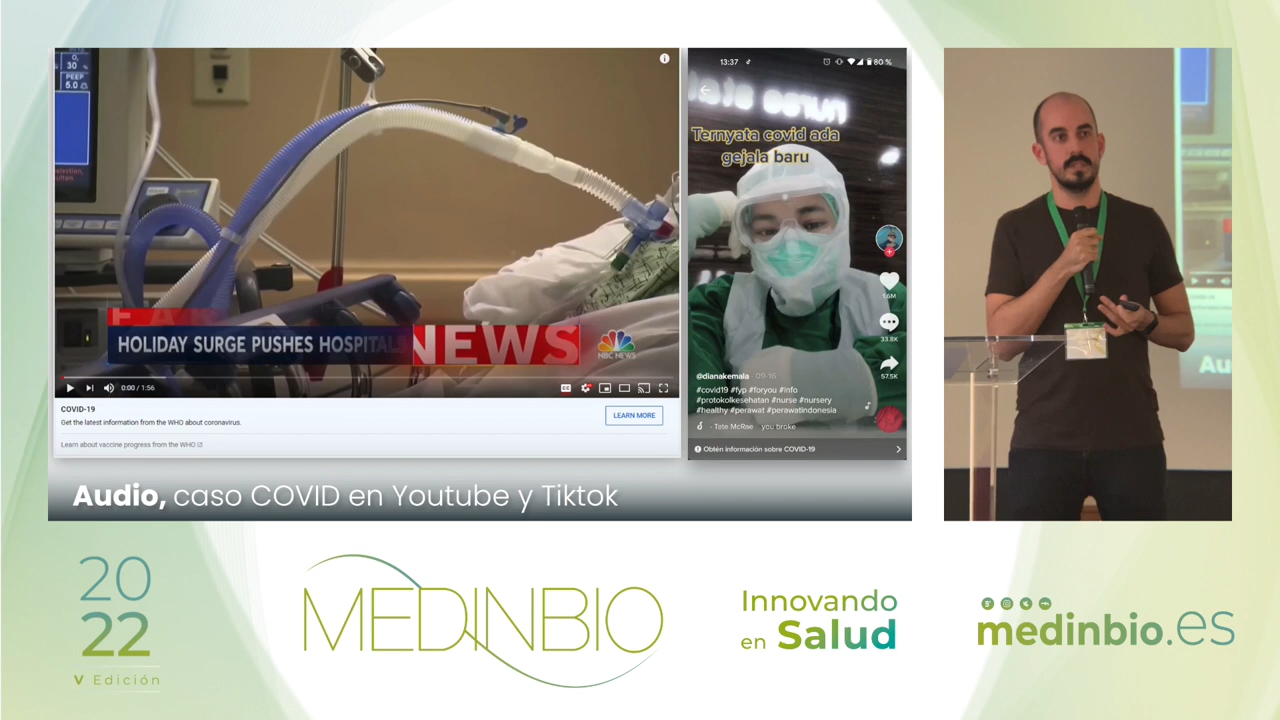 0,
30
PEEP
5.0
HOLIDAY SURGE PUSHES HOSPITAL
NEWS
NBC NEWS
0:00 / 1:56
COVID-19
Get the latest information from the WHO about coronavirus.
LEARN MORE
Learn about vaccine progress from the WHO
13:37
80 %
Ternyata covid ada
gejala baru
1.6M
33.8K
57.5K
@dianakemala · 09-16
#covid19 #fyp #foryou #info
#protokolkesehatan #nurse #nursery
#healthy #perawat #perawatindonesia
- Tate McRae you broke
Obtén información sobre COVID-19
Audio, caso COVID en Youtube y Tiktok
Au
20
22
V Edición
MEDINBIO
Innovando
en Salud
medinbio.es